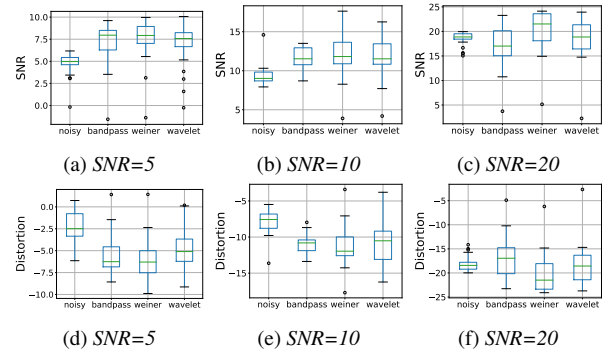 10.0
7.5
5.0
2.5
0.0
SNR
noisy bandpass weiner wavelet
15
10
5
SNR
noisy bandpass weiner wavelet
25
20
15
10
5
SNR
noisy bandpass weiner wavelet
(a) SNR=5 (b) SNR=10 (c) SNR=20
0.0
−2.5
−5.0
−7.5
−10.0
Distortion
noisy bandpass weiner wavelet
−5
−10
−15
Distortion
noisy bandpass weiner wavelet
−5
−10
−15
−20
−25
Distortion
noisy bandpass weiner wavelet
(d) SNR=5 (e) SNR=10 (f) SNR=20